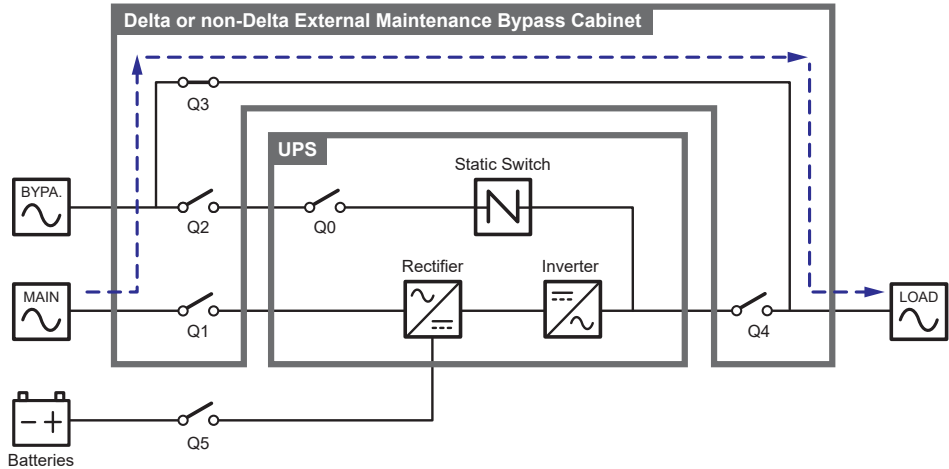 Delta or non-Delta External Maintenance Bypass Cabinet
Q3
UPS
Static Switch
BYPA.
Q2
Q0
Rectifier
Inverter
MAIN
LOAD
Q1
Q4
Q5
Batteries